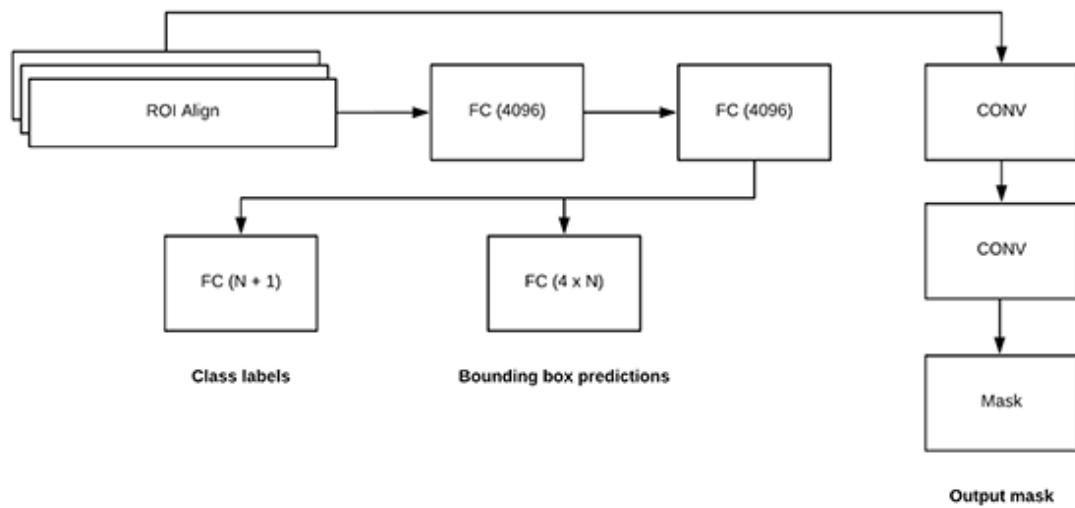 ROI Align
FC (4096)
FC (4096)
CONV
FC (N + 1)
FC (4 x N)
CONV
Class labels
Bounding box predictions
Mask
Output mask